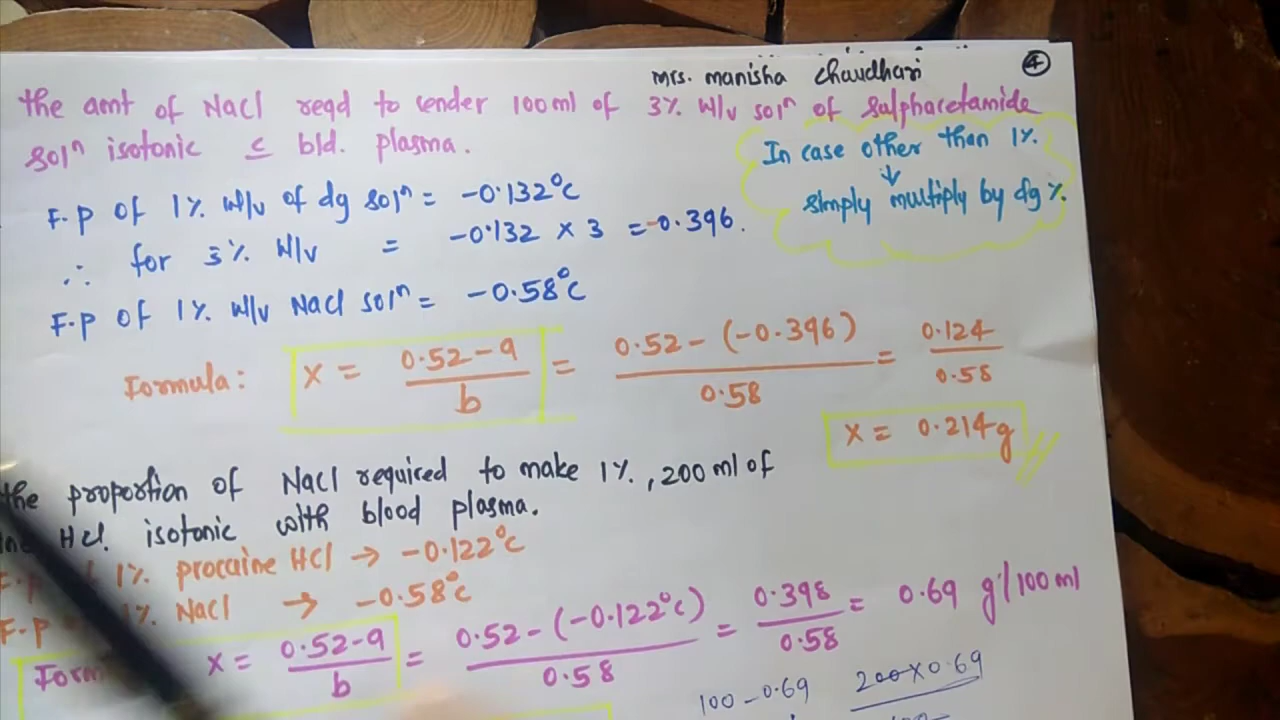 Mrs. manisha chaudhari
4
the amt of NaCl reqd to render 100 ml of 3% w/v solⁿ of Sulphacetamide
solⁿ isotonic c̲ bld. plasma.
In case other than 1%.
↓
simply multiply by dg %.
F.p of 1% w/v of dg solⁿ = -0.132°c
∴ for 3% w/v = -0.132 × 3 = -0.396.
F.p of 1% w/v NaCl solⁿ = -0.58°c
Formula: x = 0.52-a / b = 0.52-(-0.396) / 0.58 = 0.124 / 0.58
x = 0.214g
the proportion of NaCl required to make 1%, 200 ml of
HCl. isotonic with blood plasma.
1% procaine HCl → -0.122°c
F.p 1% NaCl → -0.58°c
x = 0.52-a / b = 0.52-(-0.122°c) / 0.58 = 0.398 / 0.58 = 0.69 g/100 ml
100 - 0.69 200×0.69